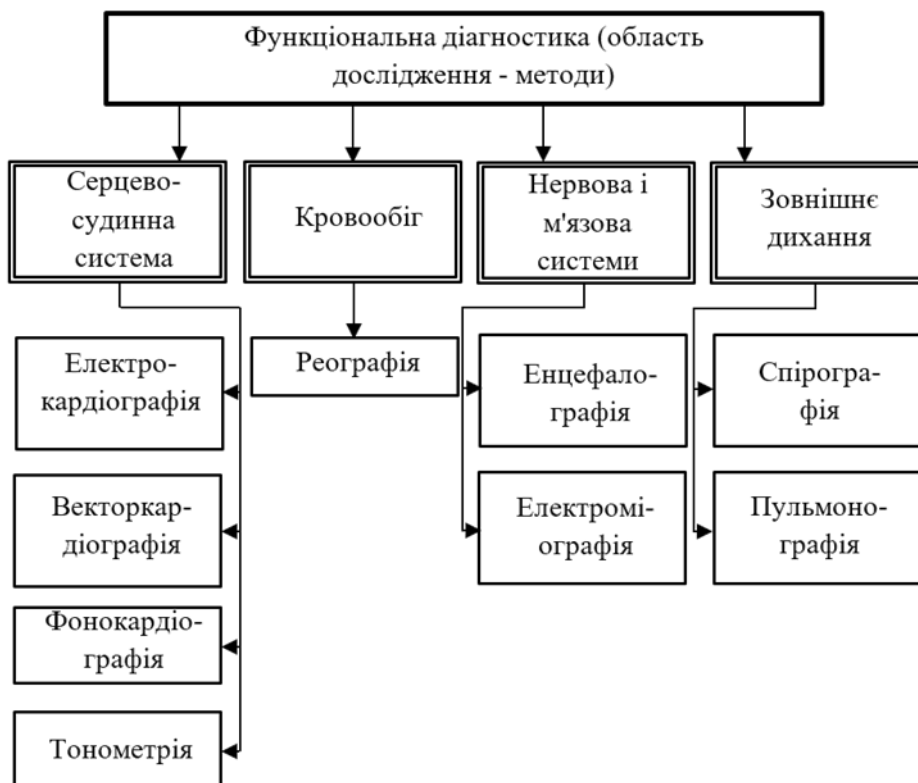 Функціональна діагностика (область
дослідження - методи)
Серцево-
судинна
система
Кровообіг
Нервова і
м'язова
системи
Зовнішнє
дихання
Електро-
кардіографія
Реографія
Енцефало-
графія
Спірогра-
фія
Векторкар-
діографія
Електромі-
ографія
Пульмоно-
графія
Фонокардіо-
графія
Тонометрія